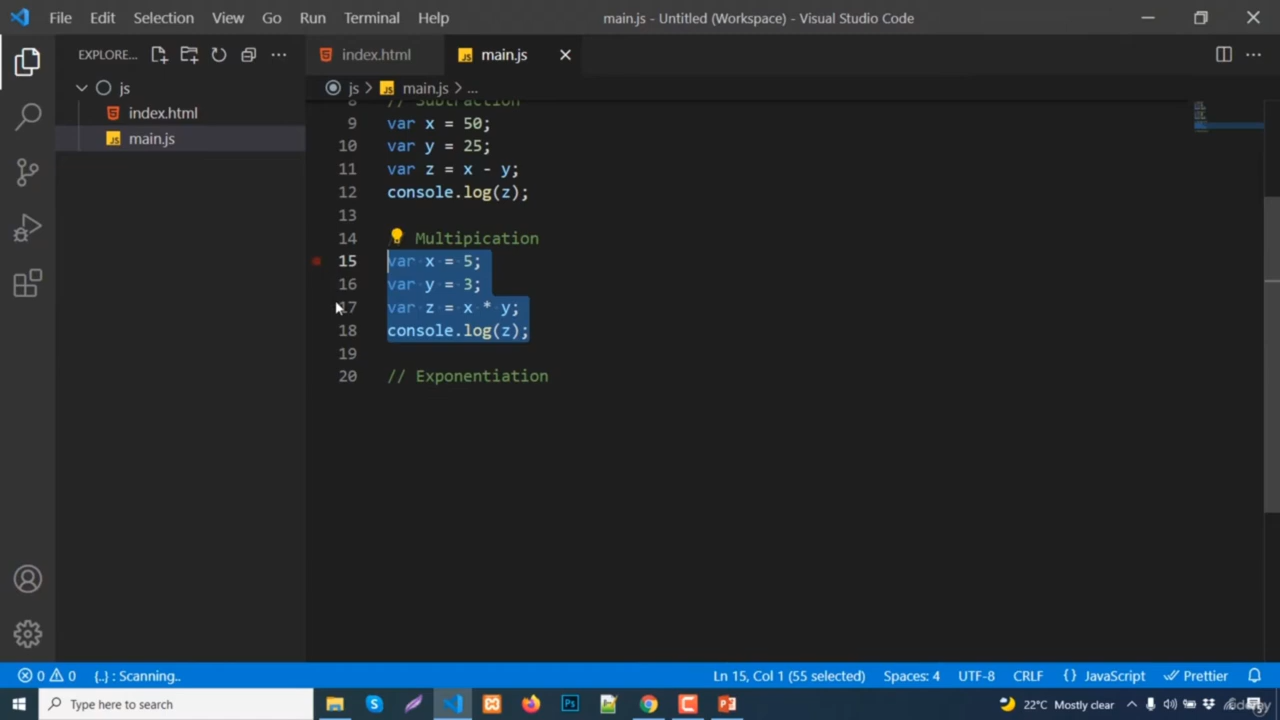 File Edit Selection View Go Run Terminal Help
main.js - Untitled (Workspace) - Visual Studio Code
EXPLORE...
index.html
main.js
js
index.html
main.js
js > main.js > ...
8 // Subtraction
9 var x = 50;
10 var y = 25;
11 var z = x - y;
12 console.log(z);
13
14 / Multipication
15 var x = 5;
16 var y = 3;
17 var z = x * y;
18 console.log(z);
19
20 // Exponentiation
0 0 {..} : Scanning..
Ln 15, Col 1 (55 selected) Spaces: 4 UTF-8 CRLF {} JavaScript Prettier
Type here to search
22°C Mostly clear